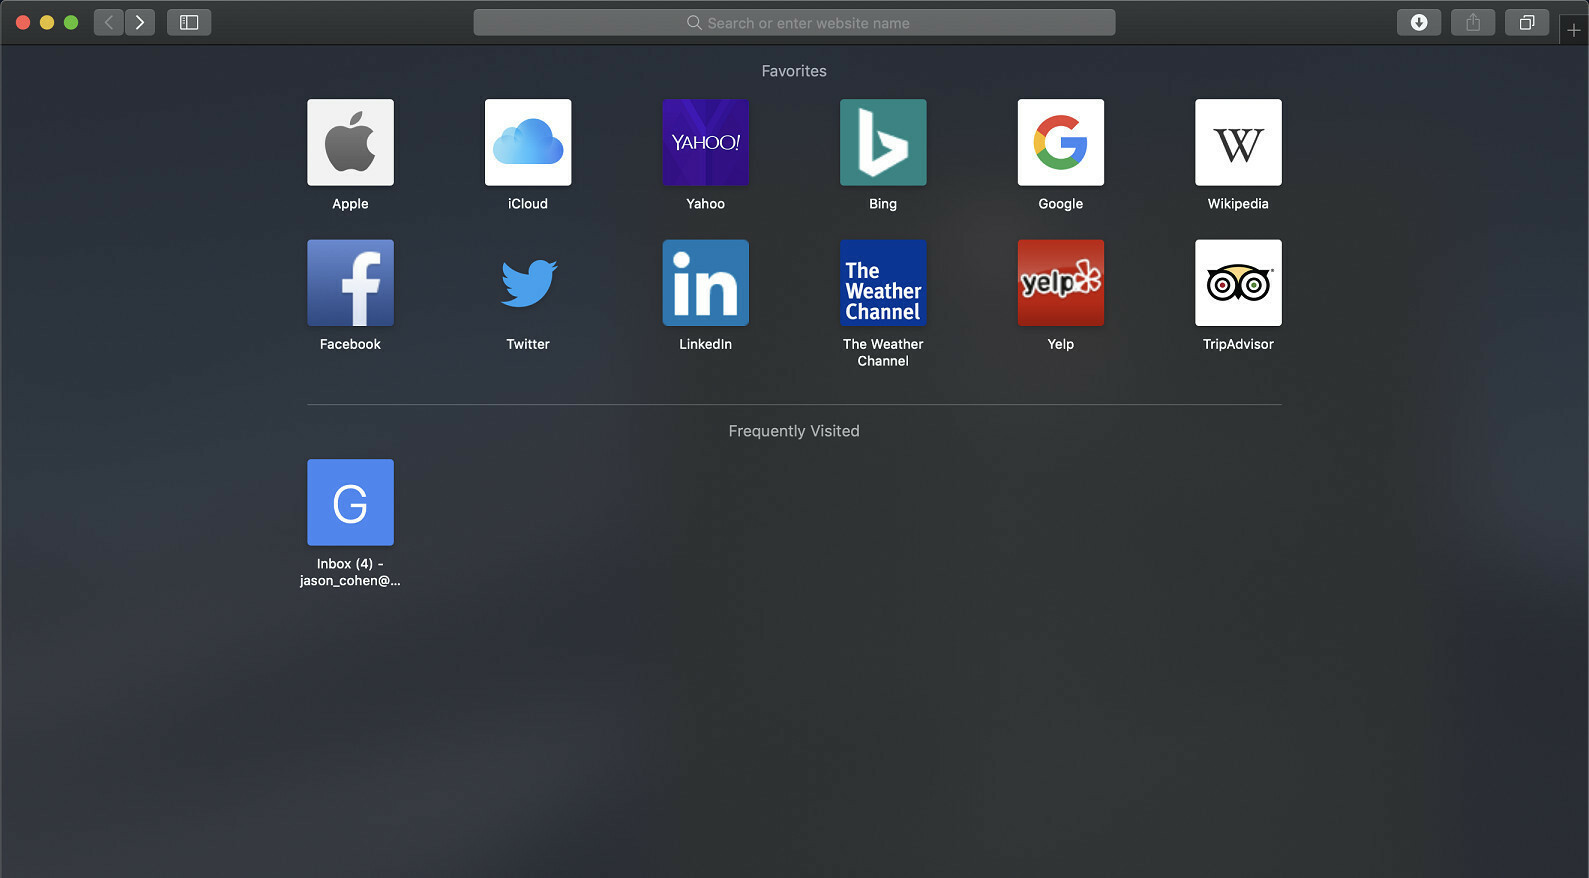 Search or enter website name
Favorites
YAHOO!
G
W
Apple
iCloud
Yahoo
Bing
Google
Wikipedia
f
in
The
Weather
Channel
yelp
Facebook
Twitter
LinkedIn
The Weather
Channel
Yelp
TripAdvisor
Frequently Visited
G
Inbox (4) -
jason_cohen@...